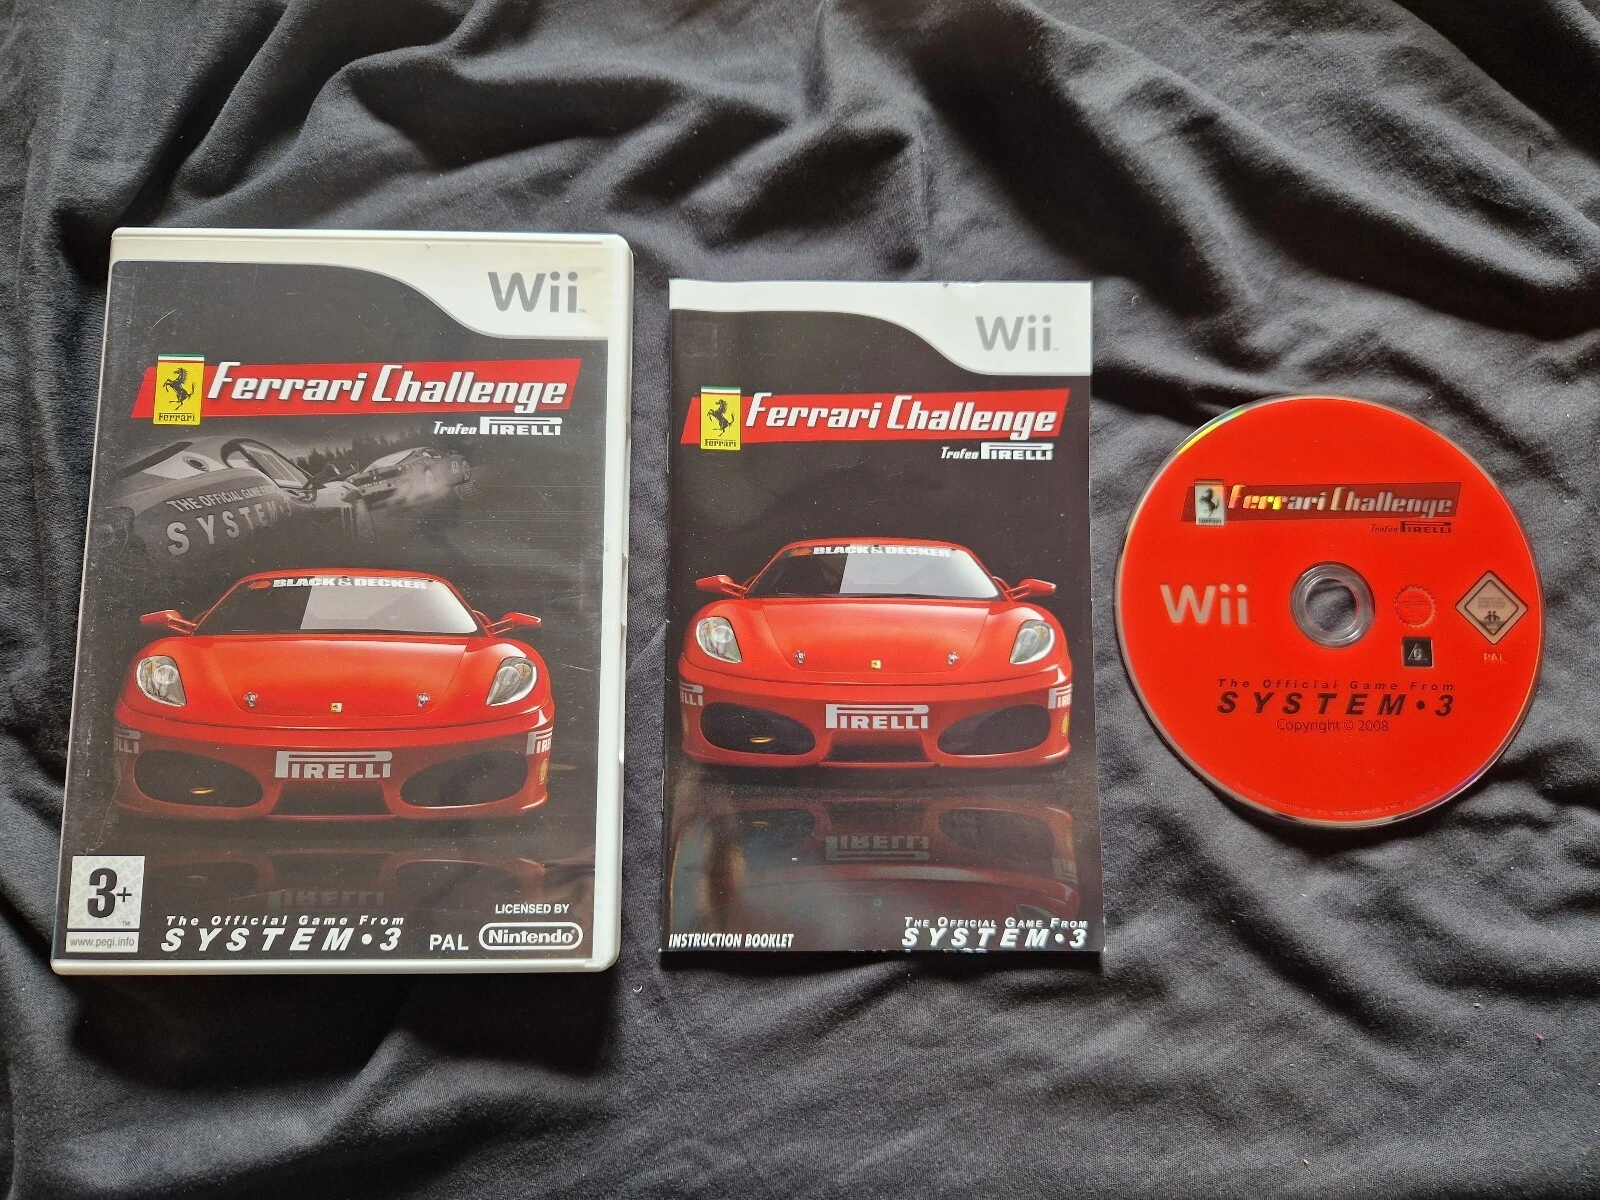 Wii
Ferrari Challenge
Ferrari
Trofeo PIRELLI
THE OFFICIAL GAME
SYSTEM·3
BLACK & DECKER
PIRELLI
3+
www.pegi.info
The Official Game From
SYSTEM·3
PAL
LICENSED BY
Nintendo
Wii
Ferrari Challenge
Ferrari
Trofeo PIRELLI
BLACK & DECKER
PIRELLI
INSTRUCTION BOOKLET
THE OFFICIAL GAME FROM
SYSTEM·3
Ferrari Challenge
Trofeo PIRELLI
Wii
PAL
The Official Game From
SYSTEM·3
Copyright © 2008